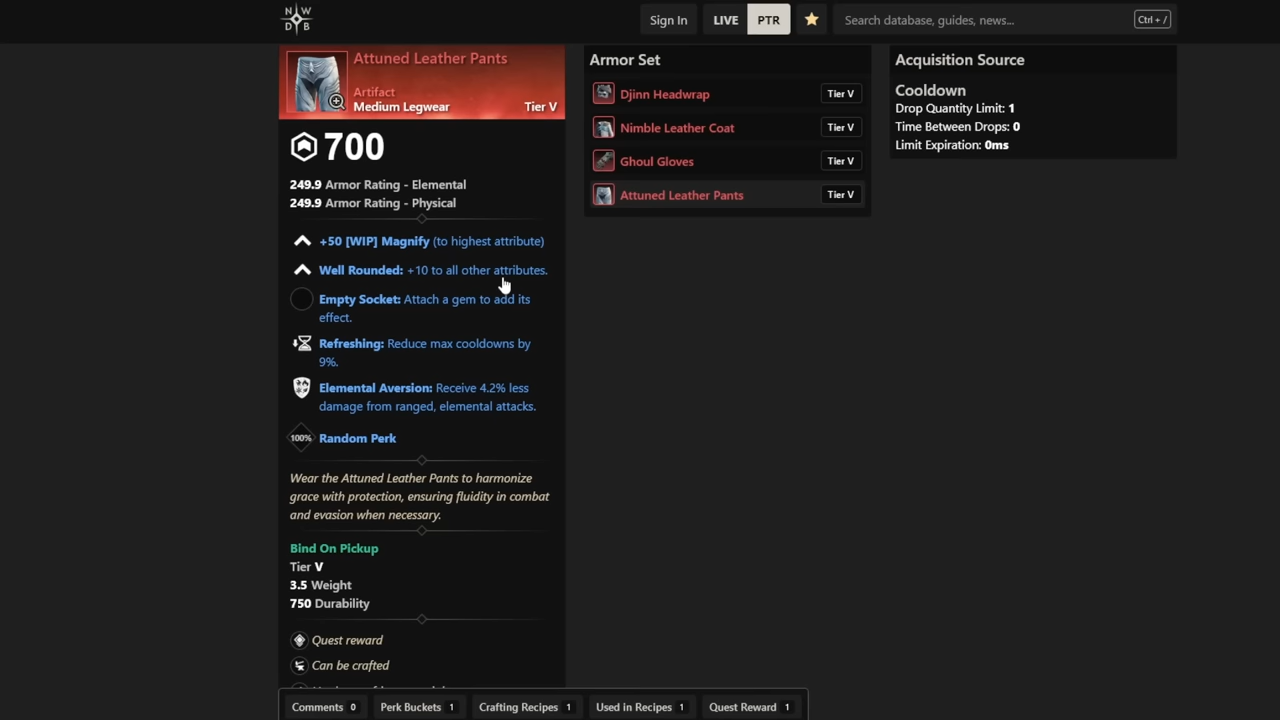 NW
DB
Sign In
LIVE
PTR
Search database, guides, news...
Ctrl + /
Attuned Leather Pants
Artifact
Medium Legwear
Tier V
700
249.9 Armor Rating - Elemental
249.9 Armor Rating - Physical
+50 [WIP] Magnify (to highest attribute)
Well Rounded: +10 to all other attributes.
Empty Socket: Attach a gem to add its
effect.
Refreshing: Reduce max cooldowns by
9%.
Elemental Aversion: Receive 4.2% less
damage from ranged, elemental attacks.
100% Random Perk
Wear the Attuned Leather Pants to harmonize
grace with protection, ensuring fluidity in combat
and evasion when necessary.
Bind On Pickup
Tier V
3.5 Weight
750 Durability
Quest reward
Can be crafted
Armor Set
Djinn Headwrap Tier V
Nimble Leather Coat Tier V
Ghoul Gloves Tier V
Attuned Leather Pants Tier V
Acquisition Source
Cooldown
Drop Quantity Limit: 1
Time Between Drops: 0
Limit Expiration: 0ms
Comments 0
Perk Buckets 1
Crafting Recipes 1
Used in Recipes 1
Quest Reward 1